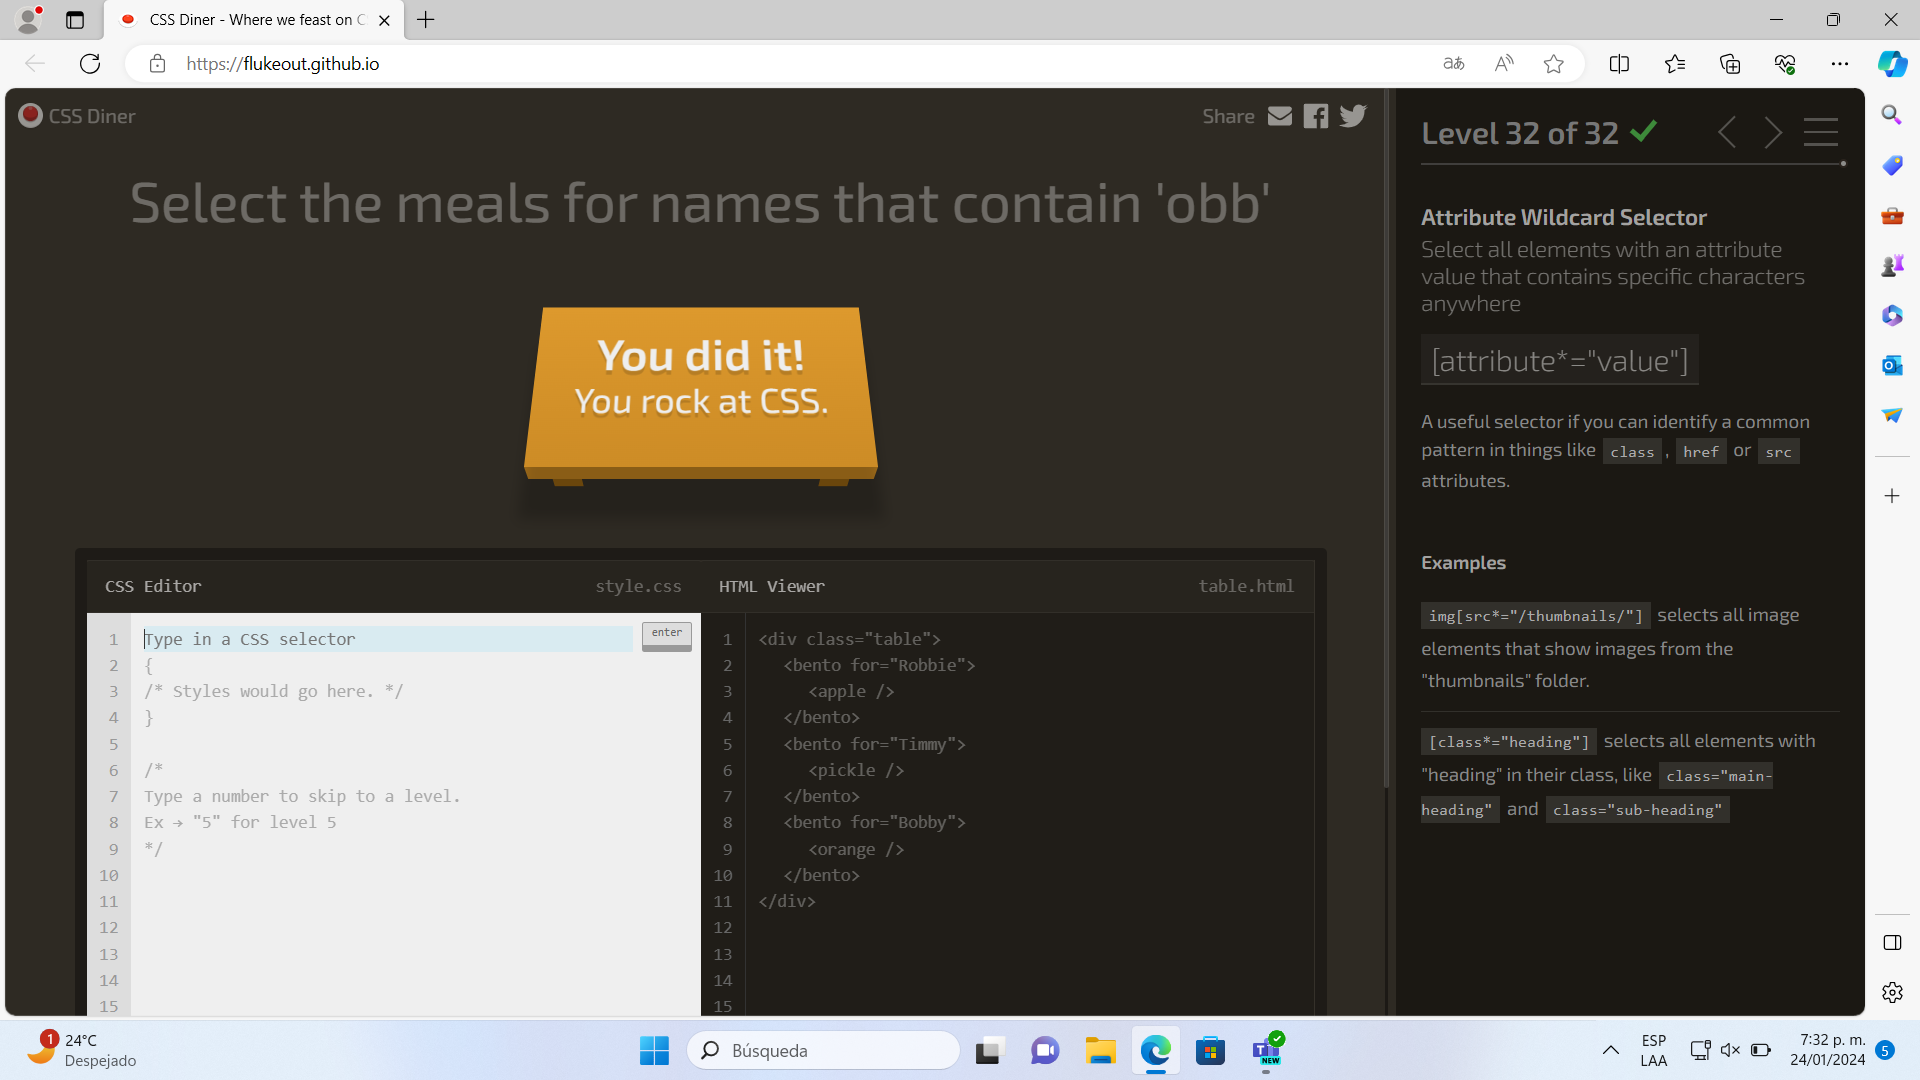 CSS Diner - Where we feast on C
https://flukeout.github.io
CSS Diner
Share
Select the meals for names that contain 'obb'
You did it!
You rock at CSS.
CSS Editor
style.css
1 Type in a CSS selector
enter
2 {
3 /* Styles would go here. */
4 }
5
6 /*
7 Type a number to skip to a level.
8 Ex → "5" for level 5
9 */
10
11
12
13
14
15
HTML Viewer
table.html
1 <div class="table">
2 <bento for="Robbie">
3 <apple />
4 </bento>
5 <bento for="Timmy">
6 <pickle />
7 </bento>
8 <bento for="Bobby">
9 <orange />
10 </bento>
11 </div>
12
13
14
15
Level 32 of 32
Attribute Wildcard Selector
Select all elements with an attribute
value that contains specific characters
anywhere
[attribute*="value"]
A useful selector if you can identify a common
pattern in things like class , href or src
attributes.
Examples
img[src*="/thumbnails/"] selects all image
elements that show images from the
"thumbnails" folder.
[class*="heading"] selects all elements with
"heading" in their class, like class="main-
heading" and class="sub-heading"
1
24°C
Despejado
Búsqueda
NEW
ESP
LAA
7:32 p. m.
24/01/2024
5